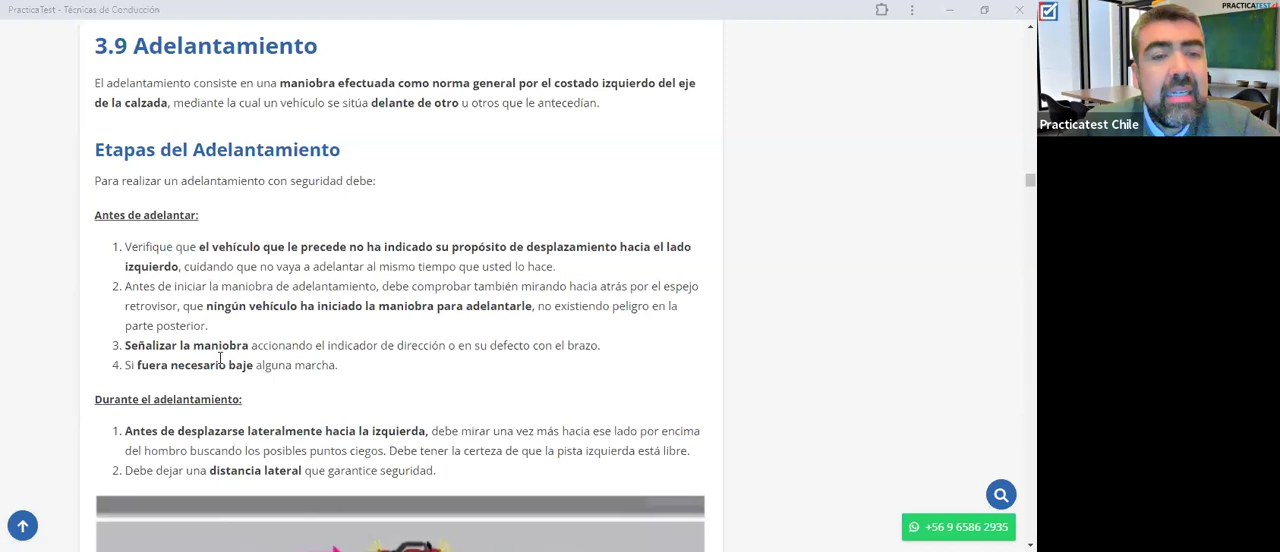 PracticaTest - Técnicas de Conducción
PRACTICATEST.cl
3.9 Adelantamiento
El adelantamiento consiste en una maniobra efectuada como norma general por el costado izquierdo del eje
de la calzada, mediante la cual un vehículo se sitúa delante de otro u otros que le antecedían.
Practicatest Chile
Etapas del Adelantamiento
Para realizar un adelantamiento con seguridad debe:
Antes de adelantar:
1. Verifique que el vehículo que le precede no ha indicado su propósito de desplazamiento hacia el lado
izquierdo, cuidando que no vaya a adelantar al mismo tiempo que usted lo hace.
2. Antes de iniciar la maniobra de adelantamiento, debe comprobar también mirando hacia atrás por el espejo
retrovisor, que ningún vehículo ha iniciado la maniobra para adelantarle, no existiendo peligro en la
parte posterior.
3. Señalizar la maniobra accionando el indicador de dirección o en su defecto con el brazo.
4. Si fuera necesario baje alguna marcha.
Durante el adelantamiento:
1. Antes de desplazarse lateralmente hacia la izquierda, debe mirar una vez más hacia ese lado por encima
del hombro buscando los posibles puntos ciegos. Debe tener la certeza de que la pista izquierda está libre.
2. Debe dejar una distancia lateral que garantice seguridad.
+56 9 6586 2935